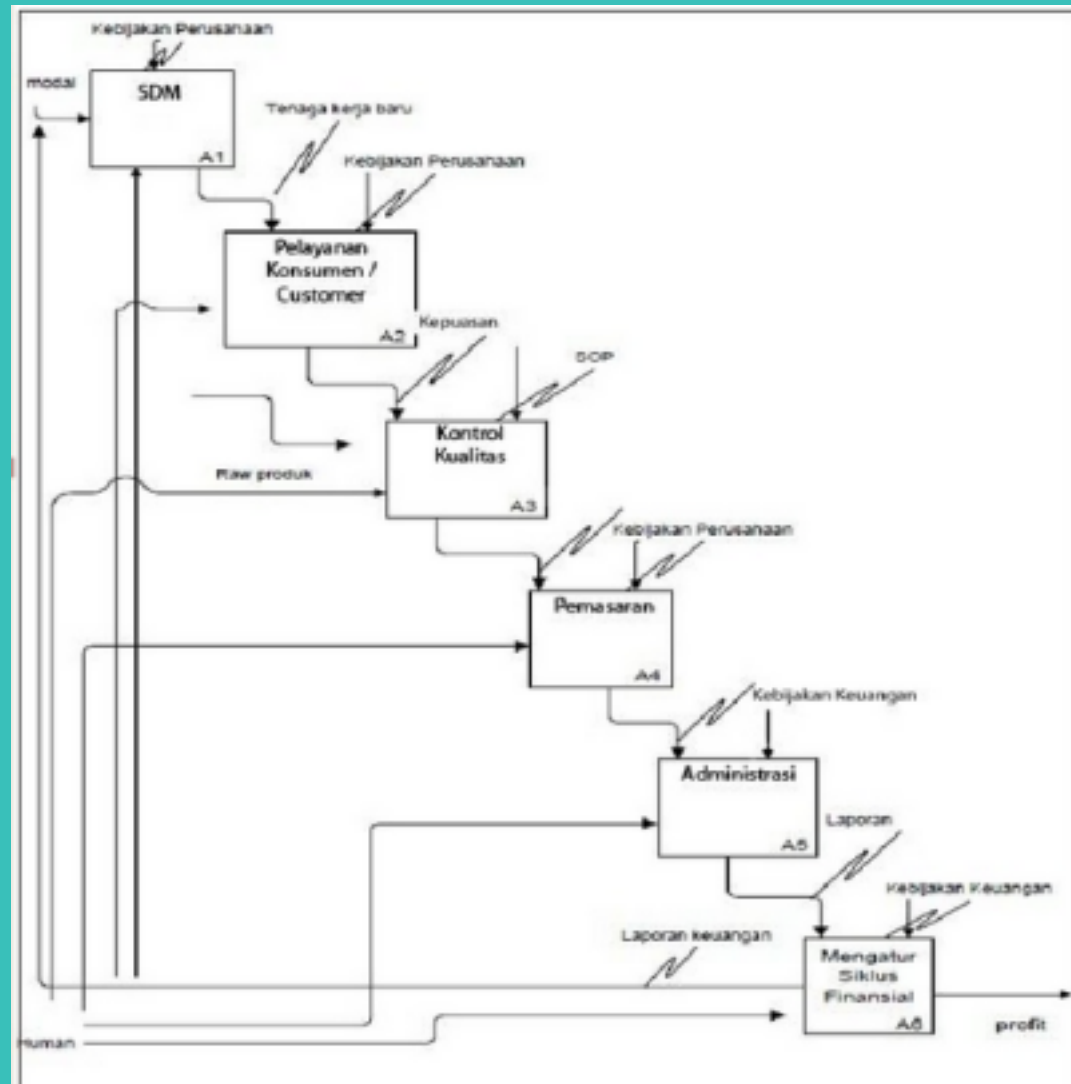 Kebijakan Perusahaan
modal
SDM
A1
Tenaga kerja baru
Kebijakan Perusahaan
Pelayanan
Konsumen /
Customer
A2
Kepuasan
SOP
Kontrol
Kualitas
Raw produk
A3
Kebijakan Perusahaan
Pemasaran
A4
Kebijakan Keuangan
Administrasi
A5
Laporan
Kebijakan Keuangan
Laporan keuangan
Mengatur
Siklus
Finansial
A6
profit
Human